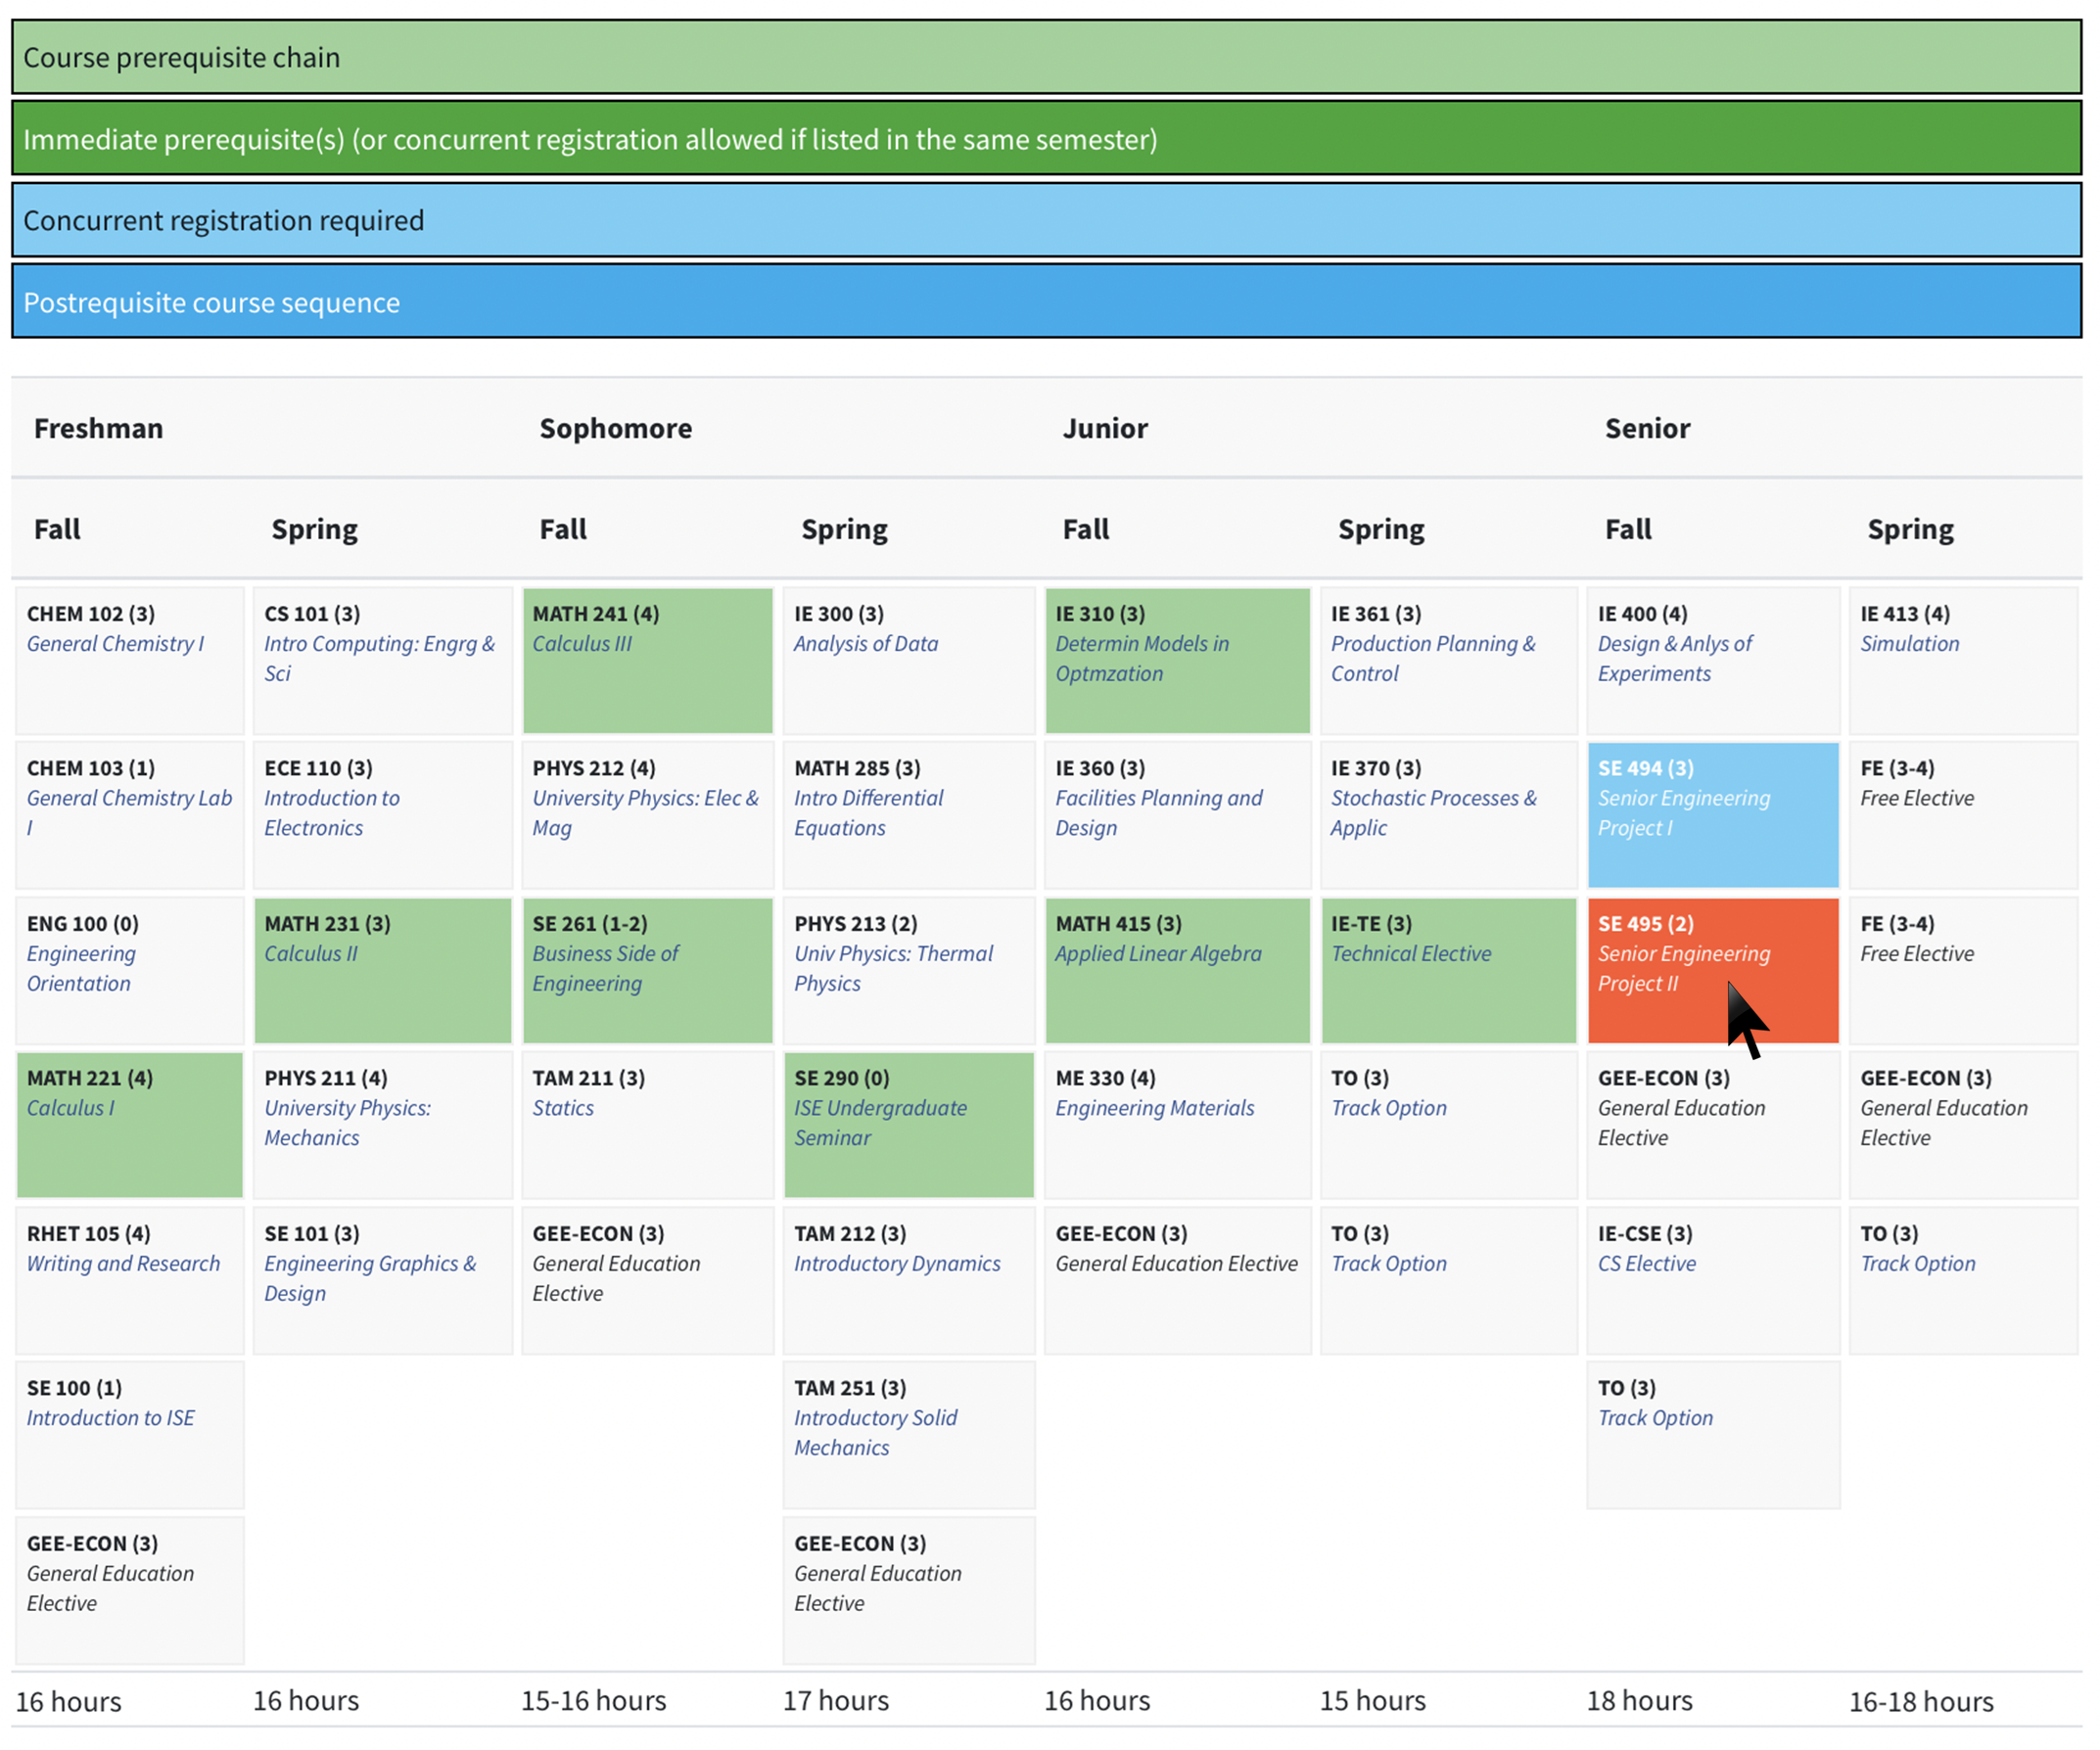 Course prerequisite chain
Immediate prerequisite(s) (or concurrent registration allowed if listed in the same semester)
Concurrent registration required
Postrequisite course sequence
Freshman Sophomore Junior Senior
Fall Spring Fall Spring Fall Spring Fall Spring
CHEM 102 (3)
General Chemistry I
CS 101 (3)
Intro Computing: Engrg &
Sci
MATH 241 (4)
Calculus III
IE 300 (3)
Analysis of Data
IE 310 (3)
Determin Models in
Optmzation
IE 361 (3)
Production Planning &
Control
IE 400 (4)
Design & Anlys of
Experiments
IE 413 (4)
Simulation
CHEM 103 (1)
General Chemistry Lab
I
ECE 110 (3)
Introduction to
Electronics
PHYS 212 (4)
University Physics: Elec &
Mag
MATH 285 (3)
Intro Differential
Equations
IE 360 (3)
Facilities Planning and
Design
IE 370 (3)
Stochastic Processes &
Applic
SE 494 (3)
Senior Engineering
Project I
FE (3-4)
Free Elective
ENG 100 (0)
Engineering
Orientation
MATH 231 (3)
Calculus II
SE 261 (1-2)
Business Side of
Engineering
PHYS 213 (2)
Univ Physics: Thermal
Physics
MATH 415 (3)
Applied Linear Algebra
IE-TE (3)
Technical Elective
SE 495 (2)
Senior Engineering
Project II
FE (3-4)
Free Elective
MATH 221 (4)
Calculus I
PHYS 211 (4)
University Physics:
Mechanics
TAM 211 (3)
Statics
SE 290 (0)
ISE Undergraduate
Seminar
ME 330 (4)
Engineering Materials
TO (3)
Track Option
GEE-ECON (3)
General Education
Elective
GEE-ECON (3)
General Education
Elective
RHET 105 (4)
Writing and Research
SE 101 (3)
Engineering Graphics &
Design
GEE-ECON (3)
General Education
Elective
TAM 212 (3)
Introductory Dynamics
GEE-ECON (3)
General Education Elective
TO (3)
Track Option
IE-CSE (3)
CS Elective
TO (3)
Track Option
SE 100 (1)
Introduction to ISE
TAM 251 (3)
Introductory Solid
Mechanics
TO (3)
Track Option
GEE-ECON (3)
General Education
Elective
GEE-ECON (3)
General Education
Elective
16 hours 16 hours 15-16 hours 17 hours 16 hours 15 hours 18 hours 16-18 hours